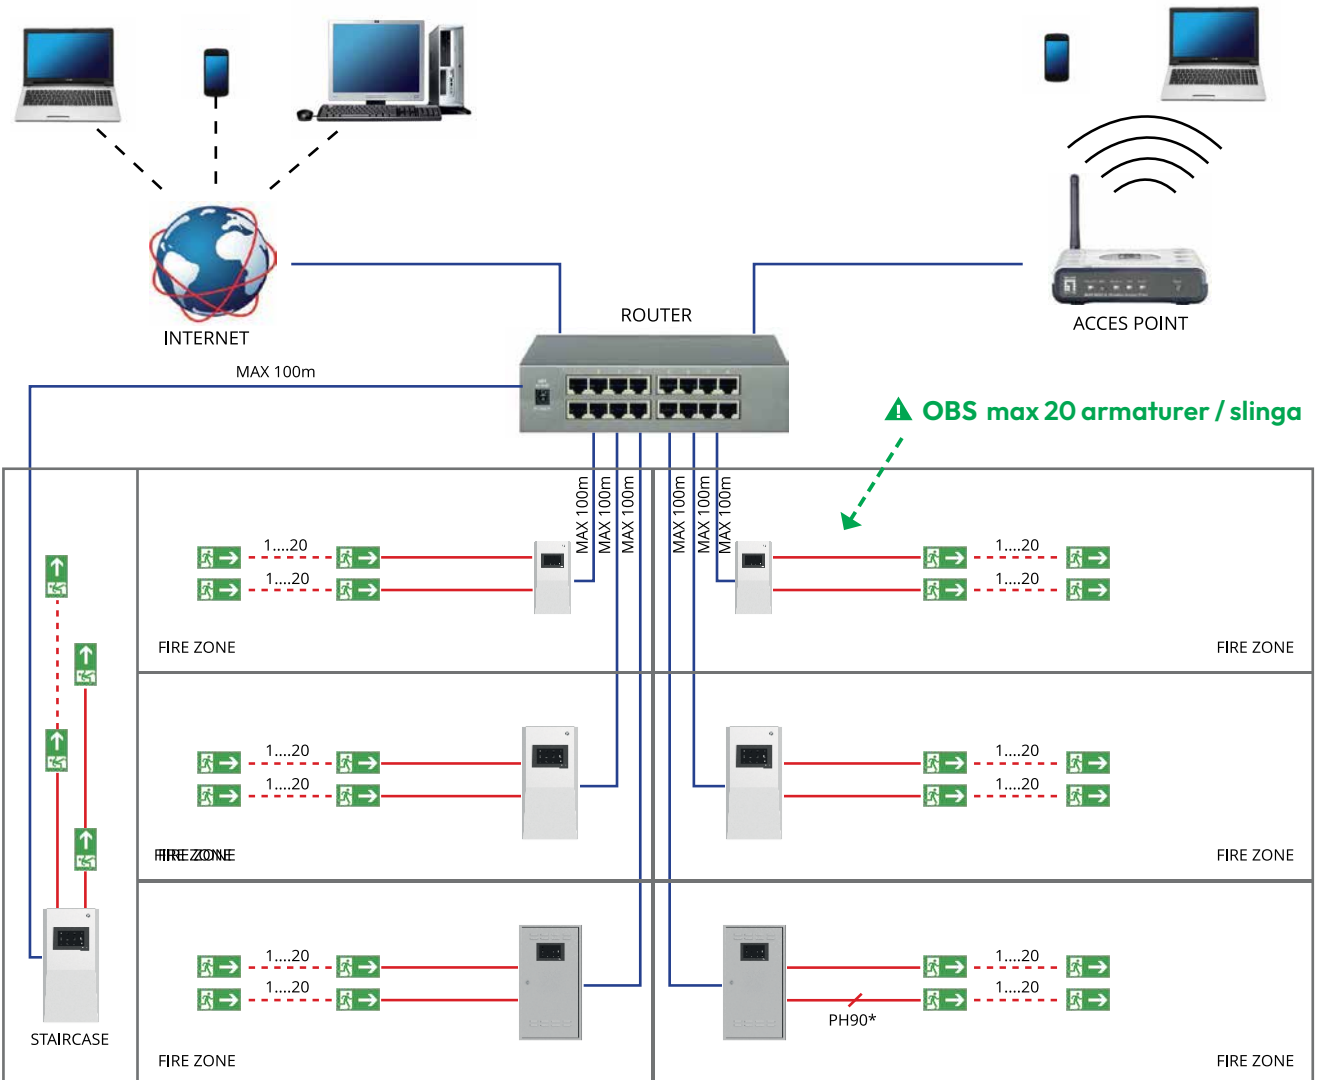 INTERNET
ROUTER
ACCES POINT
MAX 100m
OBS max 20 armaturer / slinga
MAX 100m
MAX 100m
MAX 100m
MAX 100m
MAX 100m
MAX 100m
1....20
1....20
FIRE ZONE
1....20
1....20
FIRE ZONE
1....20
1....20
FIRE ZONE
1....20
1....20
FIRE ZONE
STAIRCASE
1....20
1....20
FIRE ZONE
1....20
1....20
PH90*
FIRE ZONE